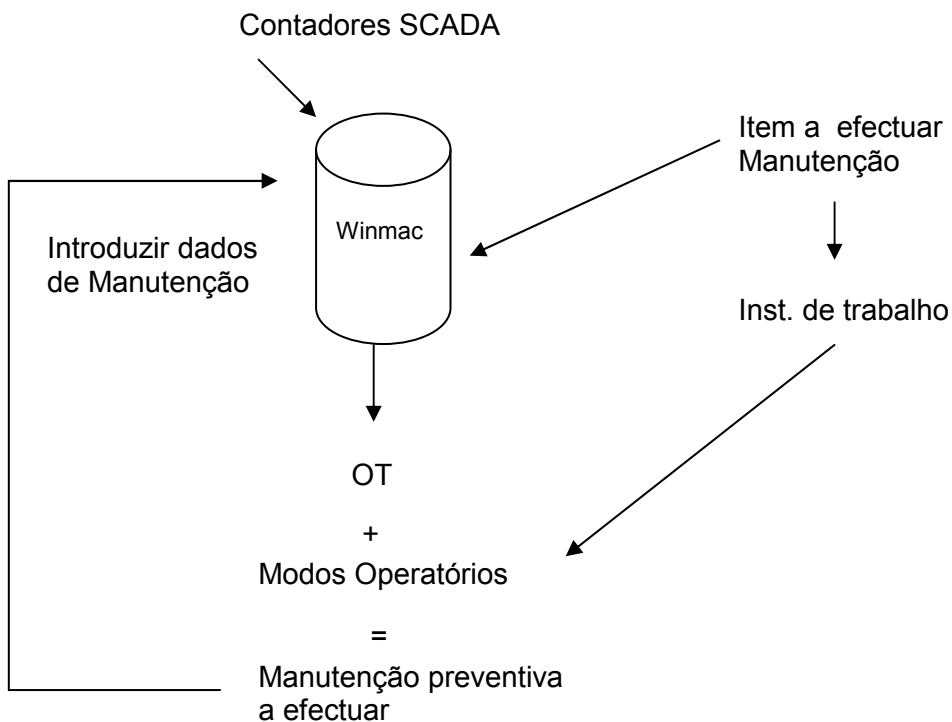 Contadores SCADA
Item a efectuar
Manutenção
Winmac
Introduzir dados
de Manutenção
Inst. de trabalho
OT
+
Modos Operatórios
=
Manutenção preventiva
a efectuar